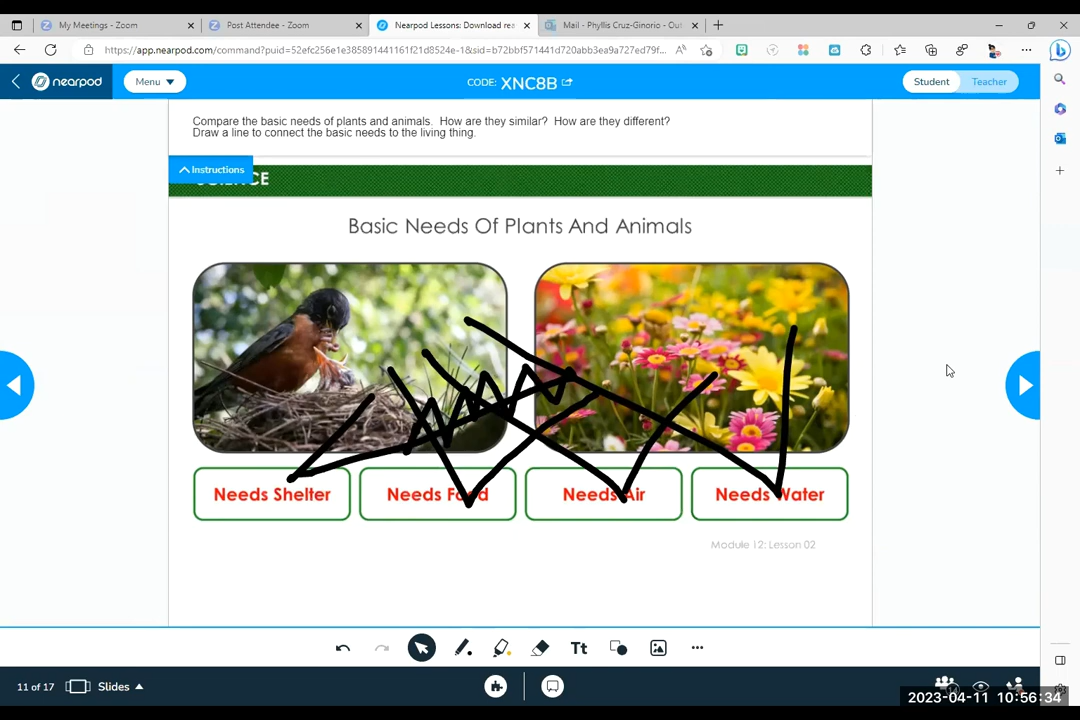 My Meetings - Zoom
Post Attendee - Zoom
Nearpod Lessons: Download rea
Mail - Phyllis Cruz-Ginorio - Out
https://app.nearpod.com/command?puid=52efc256e1e385891441161f21d8524e-1&sid=b72bbf571441d720abb3ea9a727ed79f...
nearpod
Menu
CODE: XNC8B
Student
Teacher
Compare the basic needs of plants and animals. How are they similar? How are they different?
Draw a line to connect the basic needs to the living thing.
Instructions
SCIENCE
Basic Needs Of Plants And Animals
Needs Shelter
Needs Food
Needs Air
Needs Water
Module 12: Lesson 02
Tt
11 of 17
Slides
2023-04-11 10:56:34